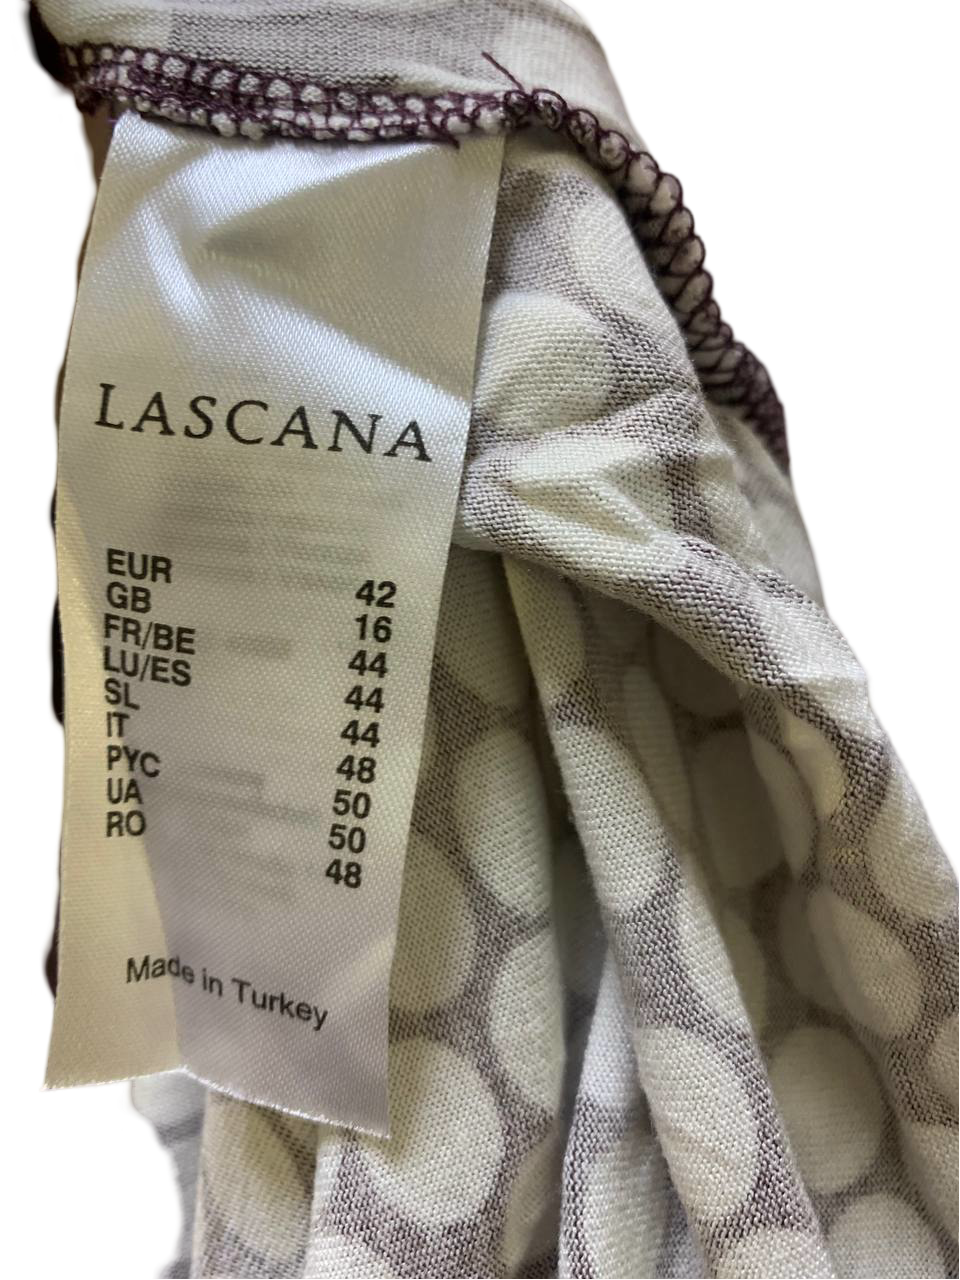 LASCANA
EUR 42
GB 16
FR/BE 44
LU/ES 44
SL 44
IT 48
PYC 50
UA 50
RO 48
Made in Turkey